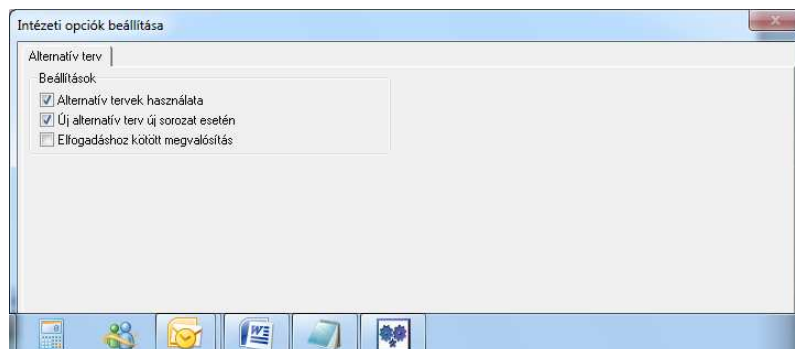 Intézeti opciók beállítása
Alternatív terv
Beállítások
Alternatív tervek használata
Új alternatív terv új sorozat esetén
Elfogadáshoz kötött megvalósítás